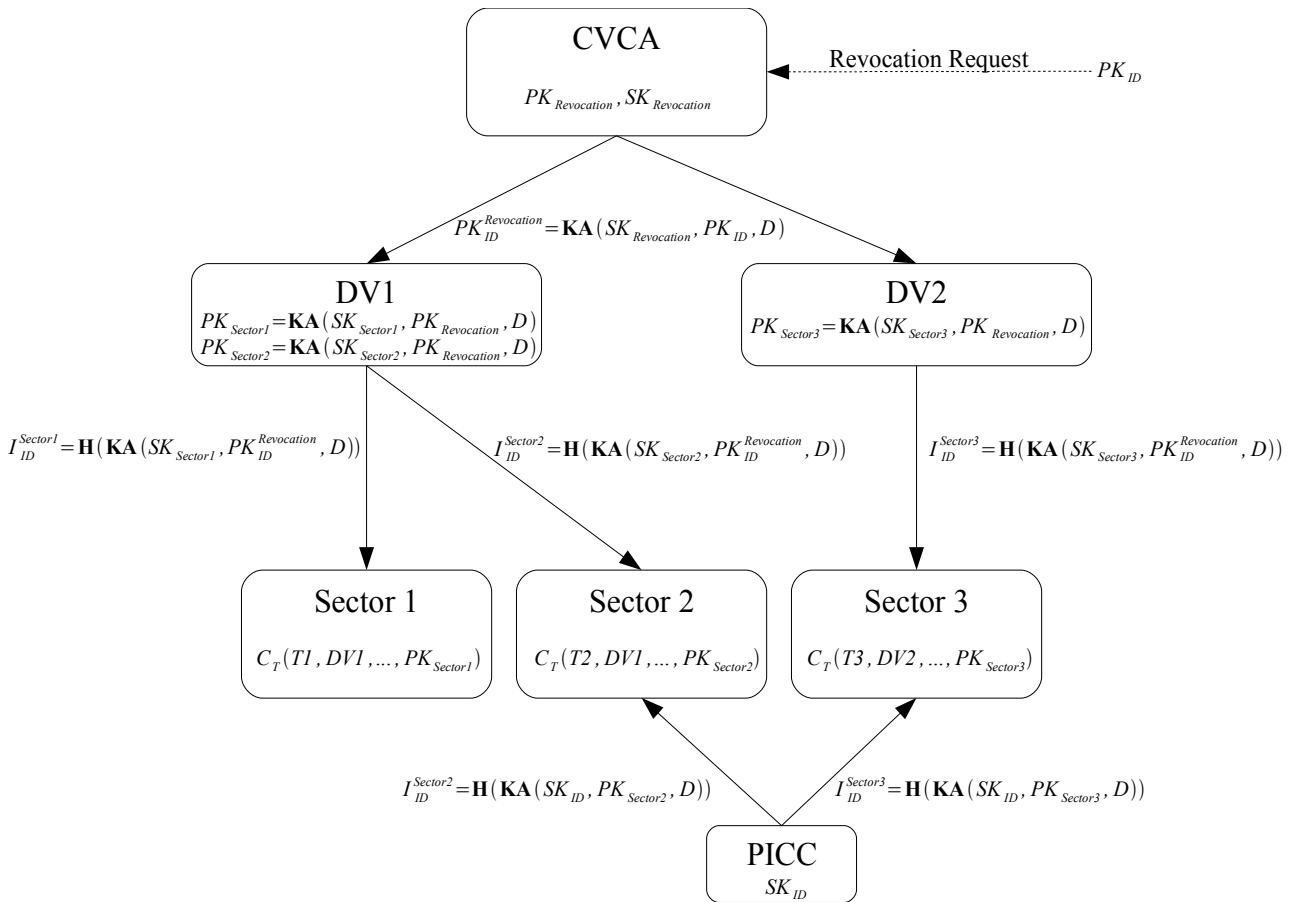 CVCA
Revocation Request
PK_ID
PK_Revocation, SK_Revocation
PK_ID^Revocation = KA(SK_Revocation, PK_ID, D)
DV1
PK_Sector1 = KA(SK_Sector1, PK_Revocation, D)
PK_Sector2 = KA(SK_Sector2, PK_Revocation, D)
DV2
PK_Sector3 = KA(SK_Sector3, PK_Revocation, D)
I_ID^Sector1 = H(KA(SK_Sector1, PK_ID^Revocation, D))
I_ID^Sector2 = H(KA(SK_Sector2, PK_ID^Revocation, D))
I_ID^Sector3 = H(KA(SK_Sector3, PK_ID^Revocation, D))
Sector 1
C_T(T1, DV1, ..., PK_Sector1)
Sector 2
C_T(T2, DV1, ..., PK_Sector2)
Sector 3
C_T(T3, DV2, ..., PK_Sector3)
I_ID^Sector2 = H(KA(SK_ID, PK_Sector2, D))
I_ID^Sector3 = H(KA(SK_ID, PK_Sector3, D))
PICC
SK_ID